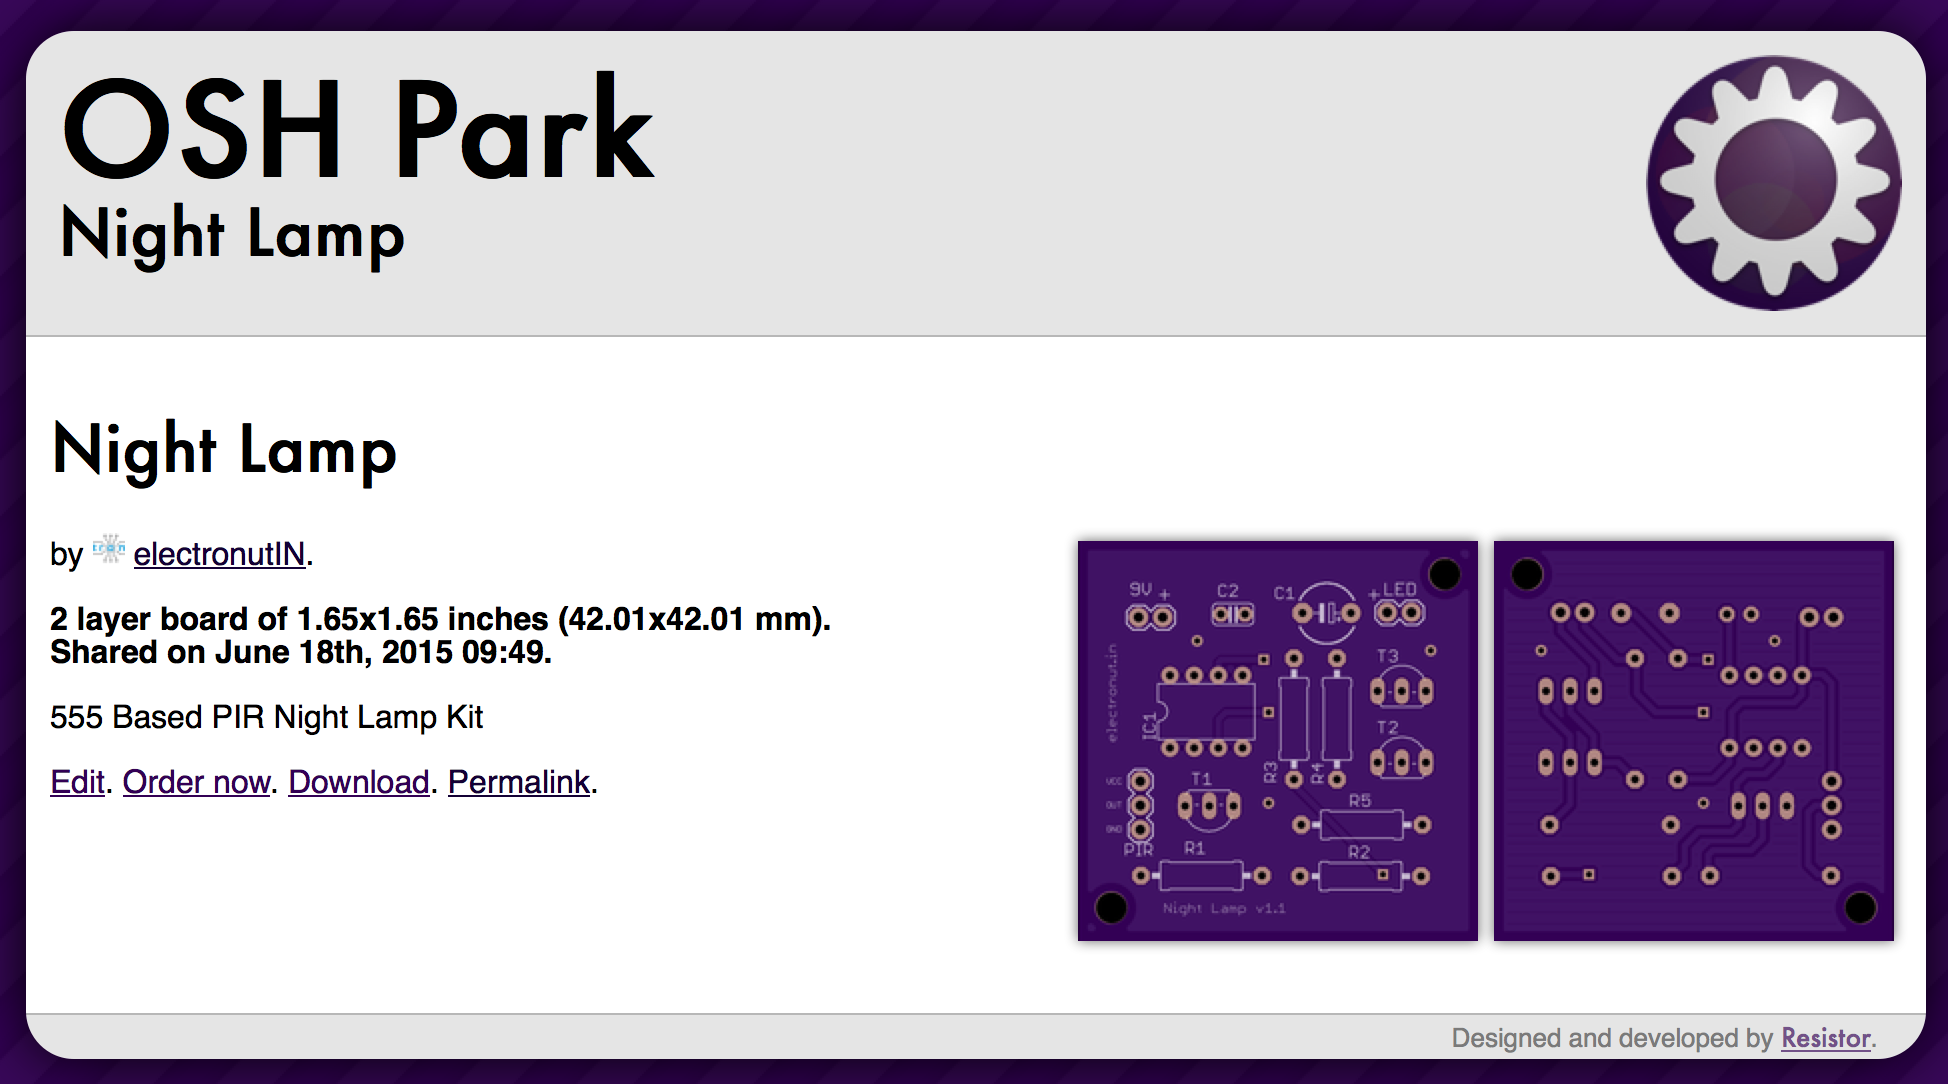 OSH Park
Night Lamp
Night Lamp
by electronutIN.
2 layer board of 1.65x1.65 inches (42.01x42.01 mm).
Shared on June 18th, 2015 09:49.
555 Based PIR Night Lamp Kit
Edit. Order now. Download. Permalink.
9V +
C2
C1
+LED
electronut.in
T3
IC1
T2
R3
R4
VCC
T1
OUT
R5
GND
PIR
R1
R2
Night Lamp v1.1
Designed and developed by Resistor.